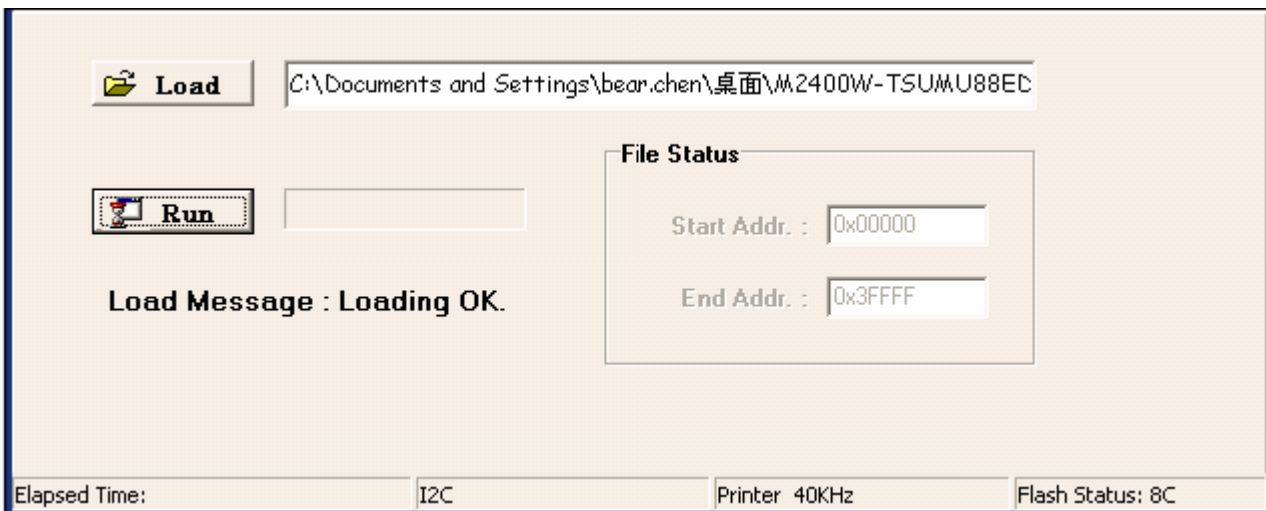 Load
C:\Documents and Settings\bear.chen\桌面\M2400W-TSUMU88ED
File Status
Run
Start Addr. : 0x00000
Load Message : Loading OK.
End Addr. : 0x3FFFF
Elapsed Time:
I2C
Printer 40KHz
Flash Status: 8C